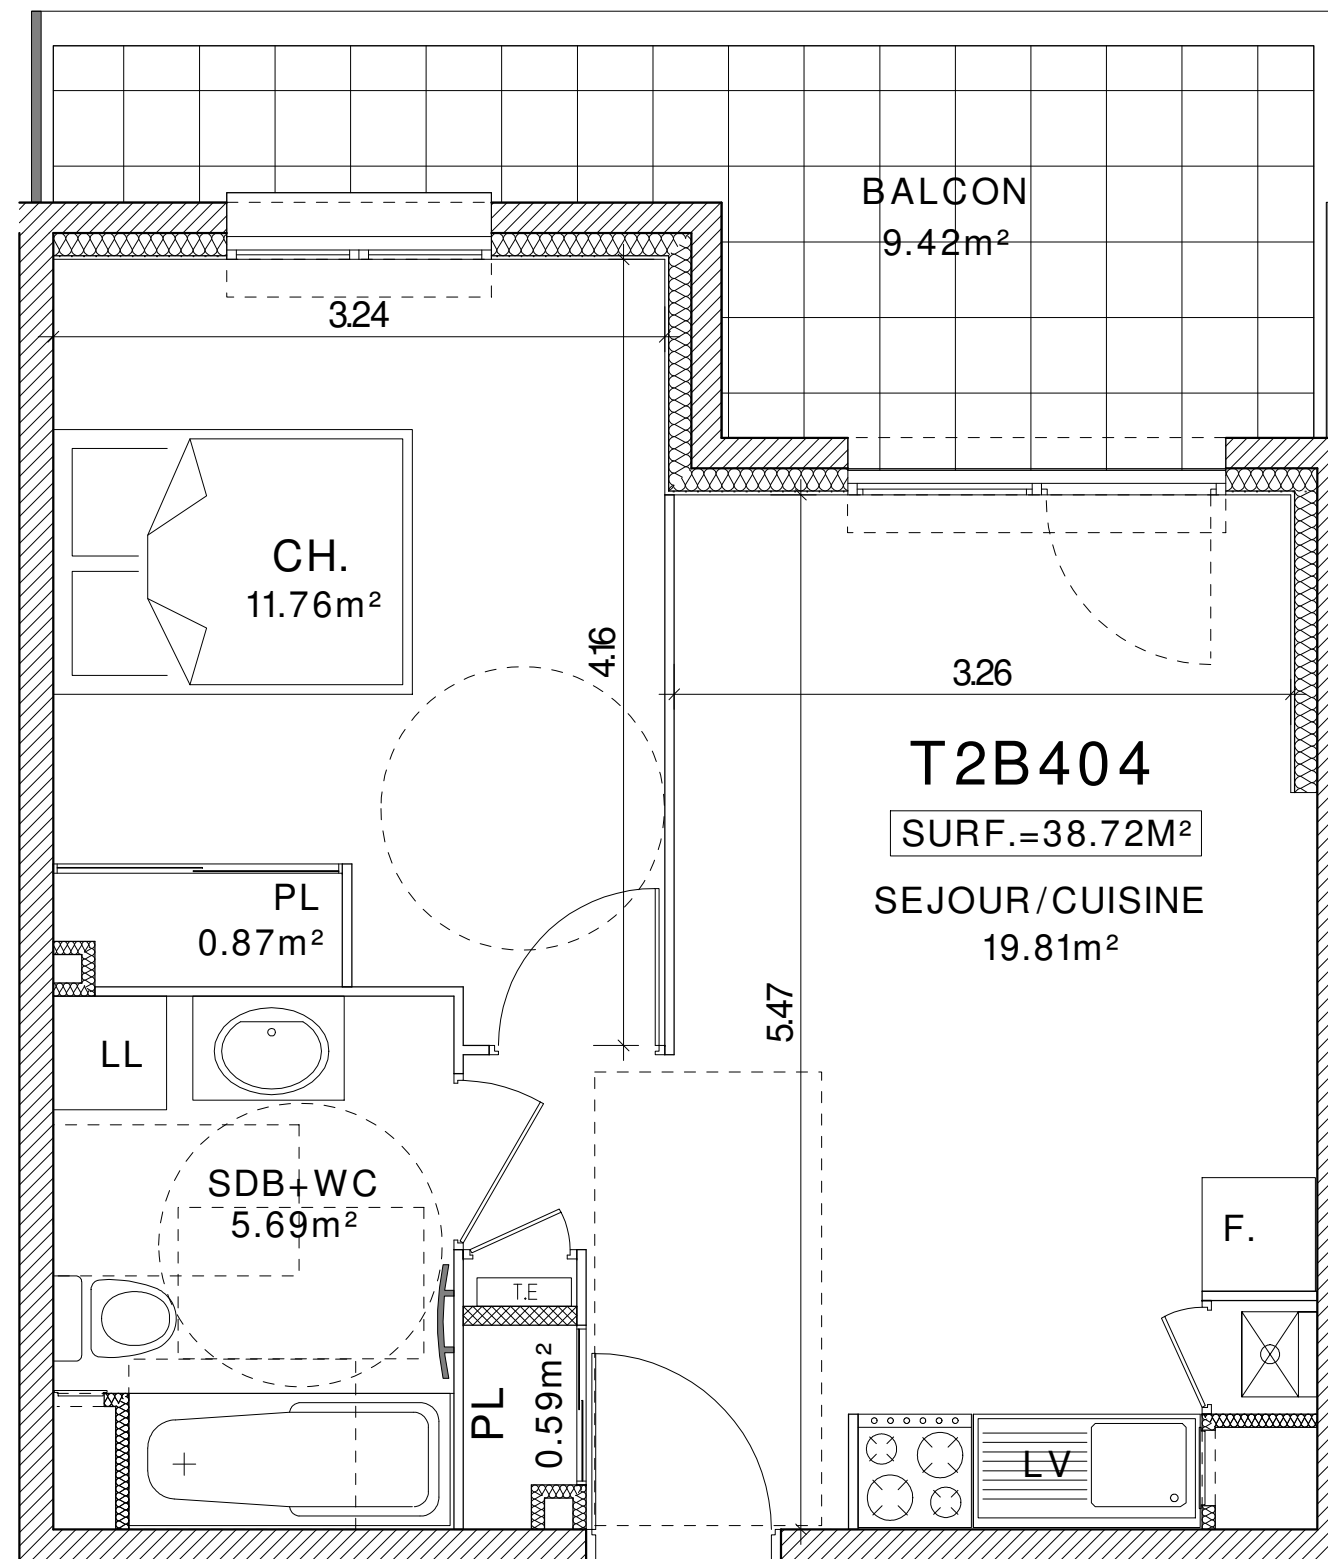 BALCON
9.42m²
3.24
CH.
11.76m²
4.16
3.26
T2B404
SURF.=38.72M²
SEJOUR/CUISINE
19.81m²
PL
0.87m²
5.47
LL
SDB+WC
5.69m²
F.
T.E
PL
0.59m²
LV